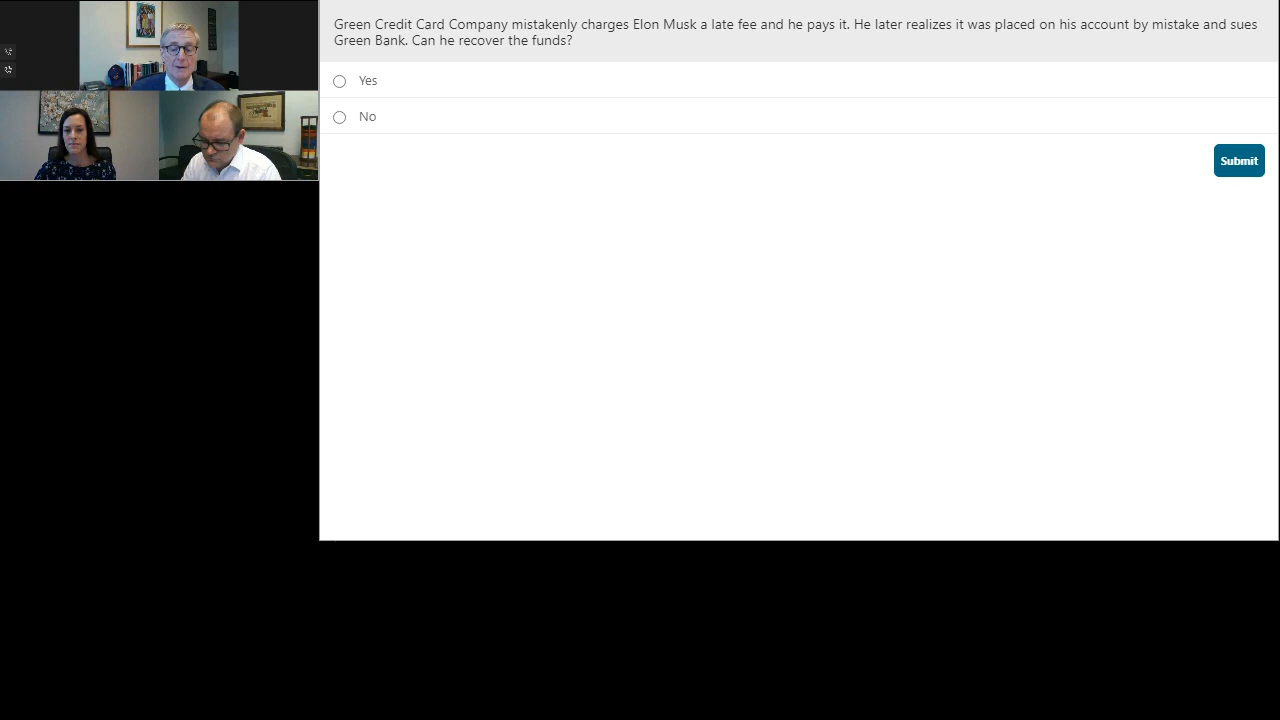 Green Credit Card Company mistakenly charges Elon Musk a late fee and he pays it. He later realizes it was placed on his account by mistake and sues
Green Bank. Can he recover the funds?
Yes
No
Submit